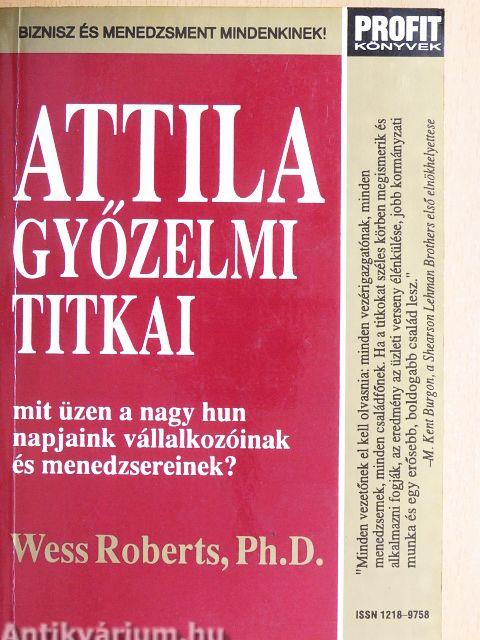 BIZNISZ ÉS MENEDZSMENT MINDENKINEK!
PROFIT
KÖNYVEK
ATTILA
GYŐZELMI
TITKAI
mit üzen a nagy hun
napjaink vállalkozóinak
és menedzsereinek?
Wess Roberts, Ph.D.
"Minden vezetőnek el kell olvasnia: minden vezérigazgatónak, minden
menedzsernek, minden családfőnek. Ha a titkokat széles körben megismerik és
alkalmazni fogják, az eredmény az üzleti verseny élénkülése, jobb kormányzati
munka és egy erősebb, boldogabb család lesz."
–M. Kent Burgon, a Shearson Lehman Brothers első elnökhelyettese
ISSN 1218–9758
Antikvárium.hu